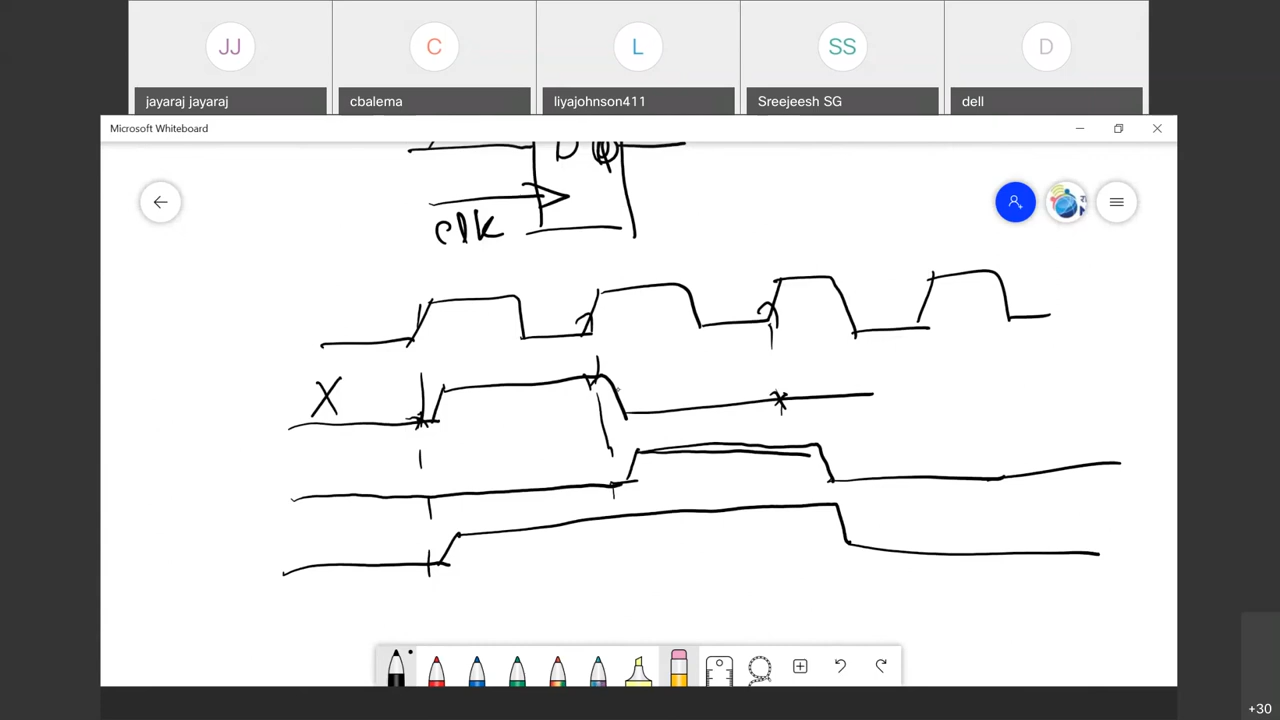 JJ C L SS D
jayaraj jayaraj cbalema liyajohnson411 Sreejeesh SG dell
Microsoft Whiteboard
D Q
clk
X
+30